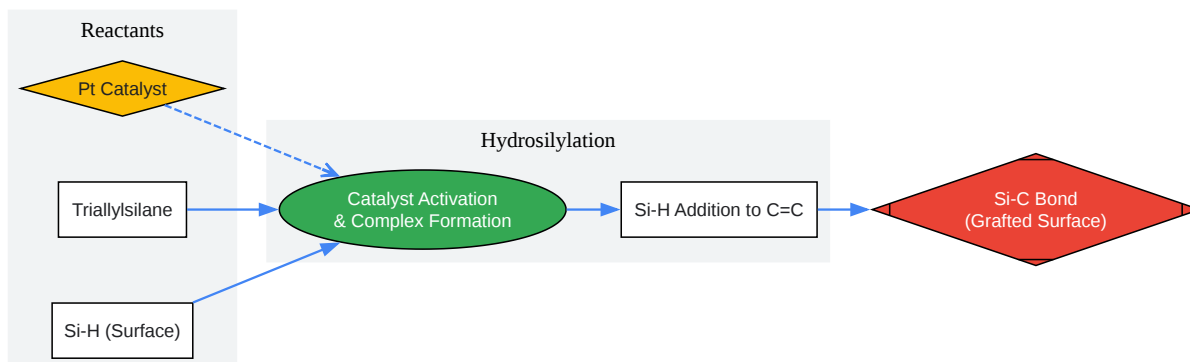 Reactants
Pt Catalyst
Triallylsilane
Si-H (Surface)
Hydrosilylation
Catalyst Activation
& Complex Formation
Si-H Addition to C=C
Si-C Bond
(Grafted Surface)